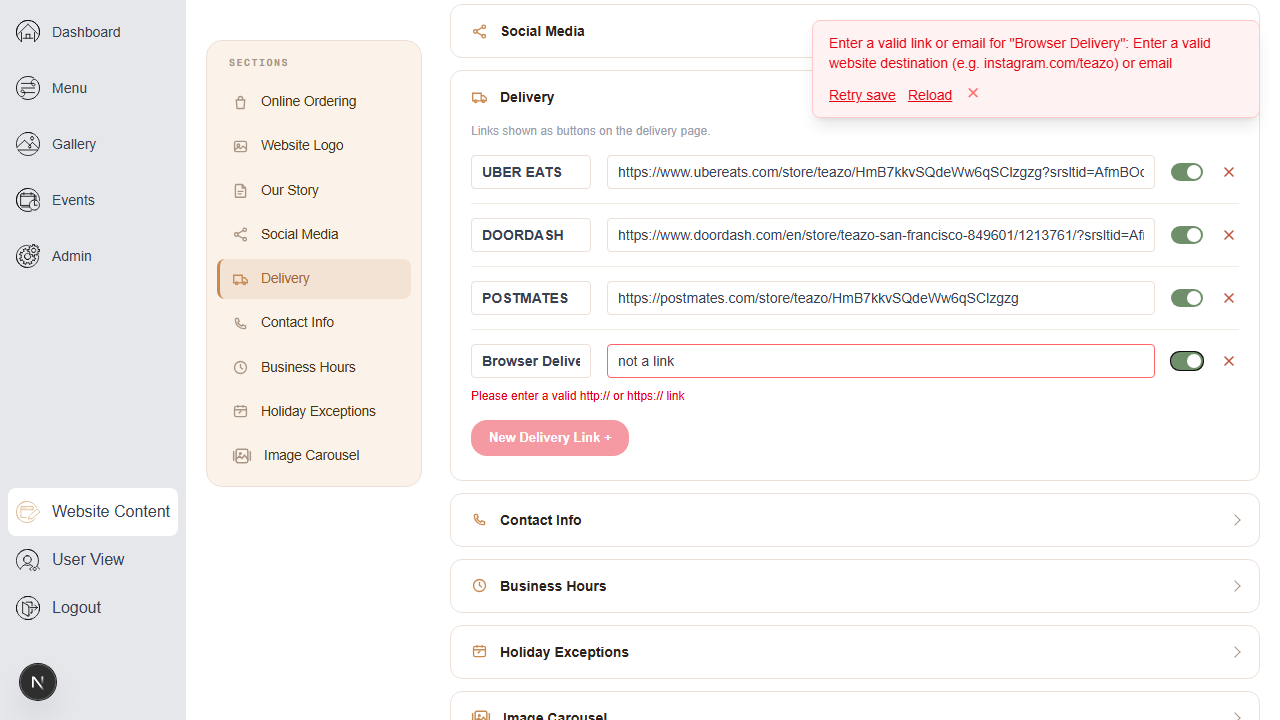 Dashboard
Menu
Gallery
Events
Admin
Website Content
User View
Logout
N
SECTIONS
Online Ordering
Website Logo
Our Story
Social Media
Delivery
Contact Info
Business Hours
Holiday Exceptions
Image Carousel
Social Media
Enter a valid link or email for "Browser Delivery": Enter a valid
website destination (e.g. instagram.com/teazo) or email
Retry save Reload ✕
Delivery
Links shown as buttons on the delivery page.
UBER EATS https://www.ubereats.com/store/teazo/HmB7kkvSQdeWw6qSCIzgzg?srsltid=AfmBOo
DOORDASH https://www.doordash.com/en/store/teazo-san-francisco-849601/1213761/?srsltid=Af
POSTMATES https://postmates.com/store/teazo/HmB7kkvSQdeWw6qSCIzgzg
Browser Delive not a link
Please enter a valid http:// or https:// link
New Delivery Link +
Contact Info
Business Hours
Holiday Exceptions
Image Carousel